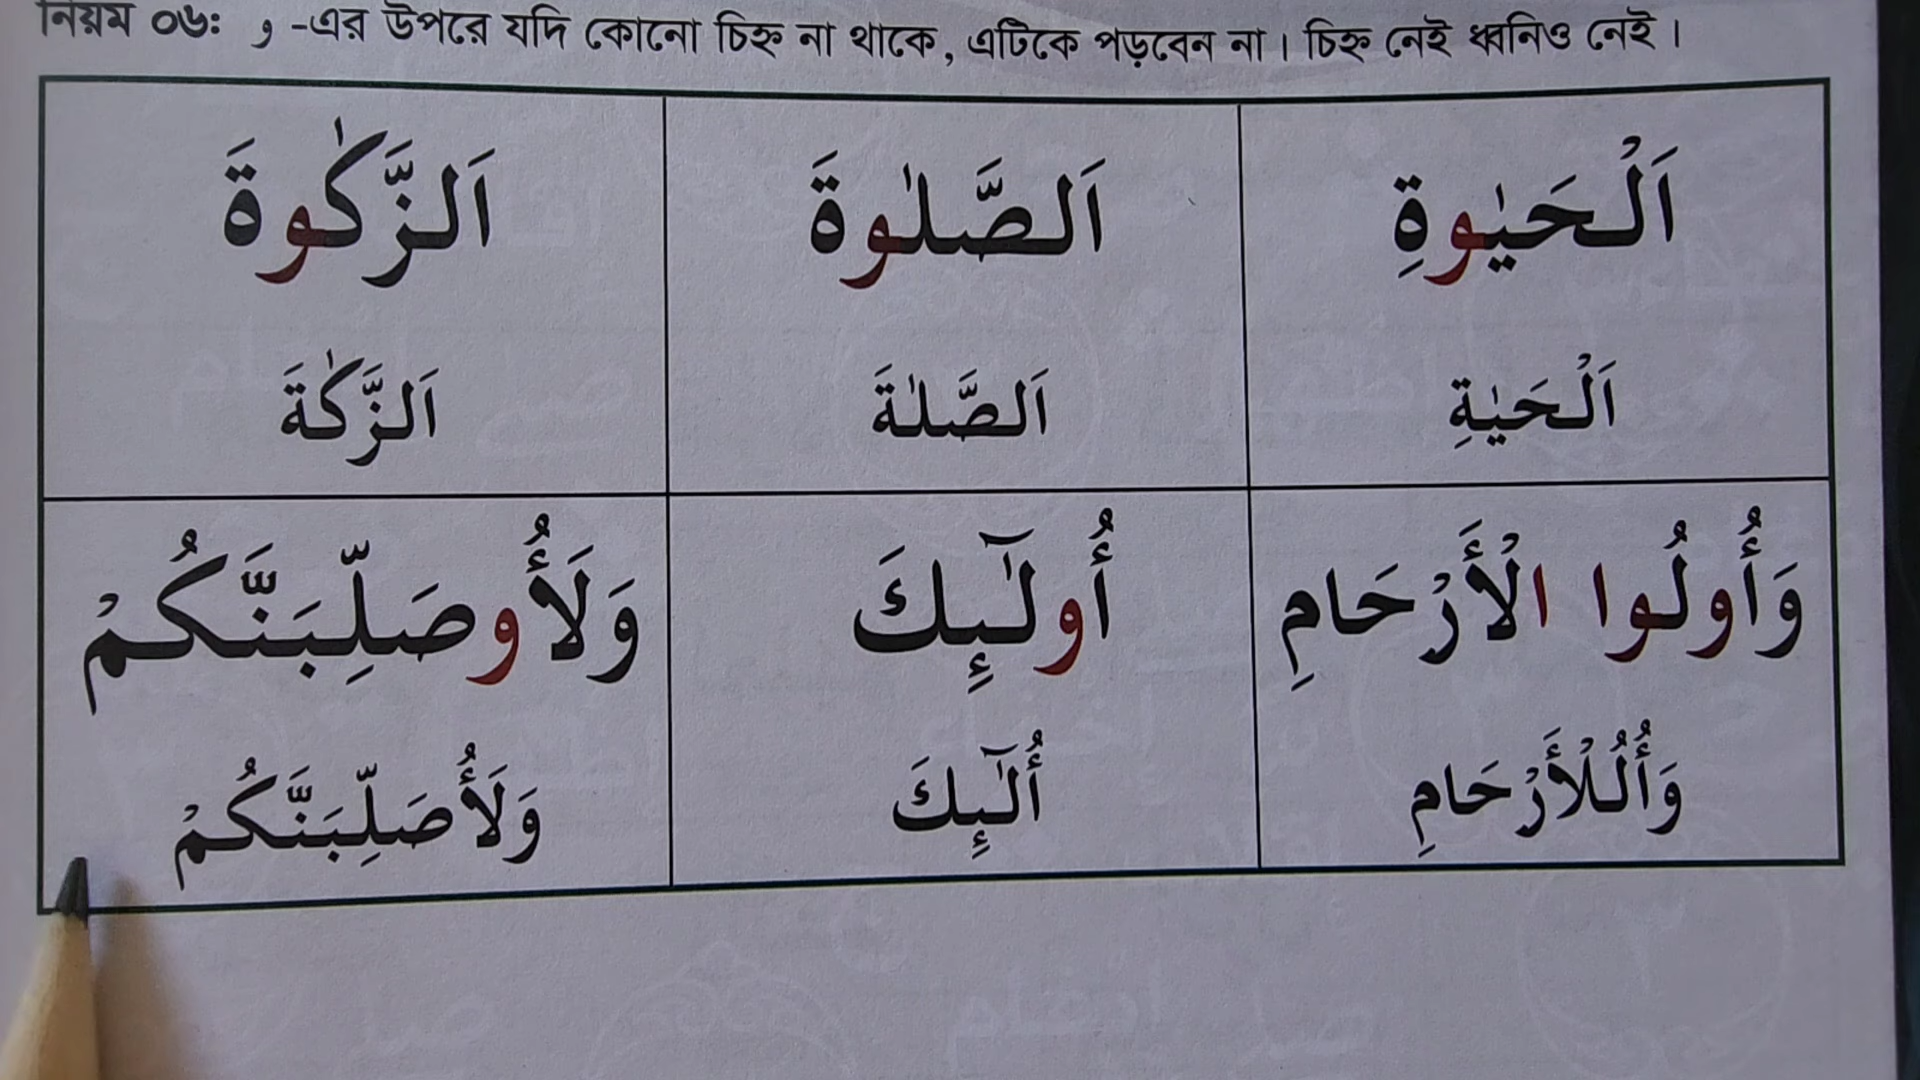 নিয়ম ০৬: و -এর উপরে যদি কোনো চিহ্ন না থাকে, এটিকে পড়বেন না। চিহ্ন নেই ধ্বনিও নেই।
اَلْحَيٰوةِ اَلصَّلٰوةَ اَلزَّكٰوةَ
اَلْحَيٰةِ اَلصَّلٰةَ اَلزَّكٰةَ
وَأُولُوا الْأَرْحَامِ أُولٰٓئِكَ وَلَأُوصَلِّبَنَّكُمْ
وَأُلُلْأَرْحَامِ أُلٰٓئِكَ وَلَأُصَلِّبَنَّكُمْ